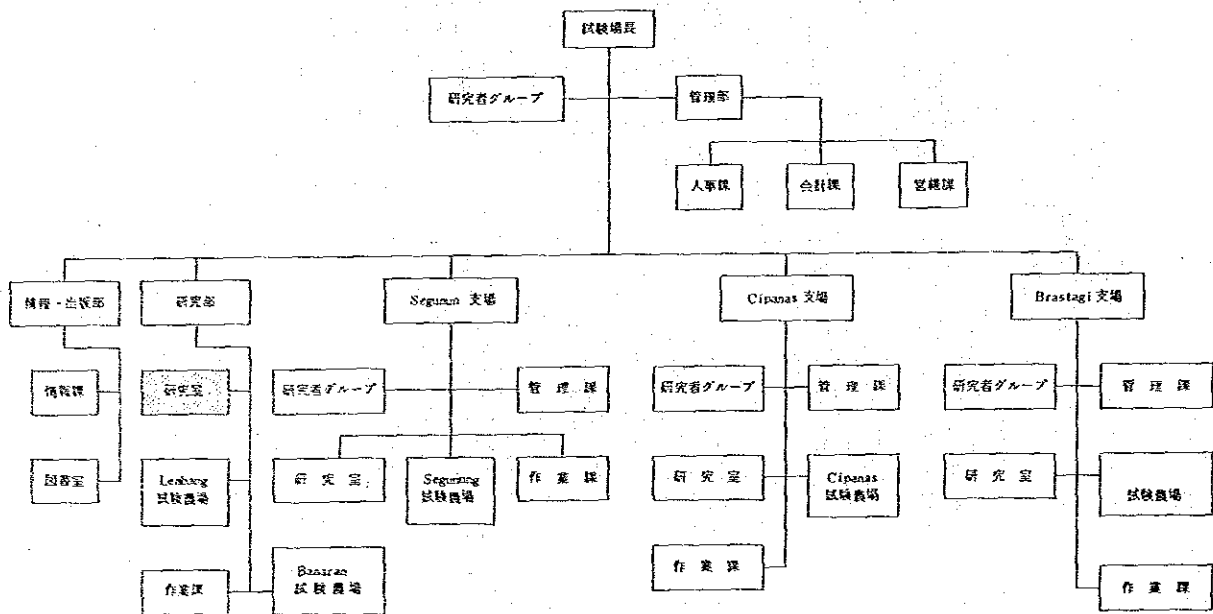 試験場長
研究者グループ
管理部
人事課
会計課
営繕課
情報・出版部
研究部
Segunun 支場
Cipanas 支場
Brastagi 支場
情報課
研究室
研究者グループ
管理課
研究者グループ
管理課
研究者グループ
管理課
図書室
Lembang
試験農場
研究室
Segunung
試験農場
作業課
研究室
Cipanas
試験農場
研究室
試験農場
作業課
試験農場
作業課
作業課